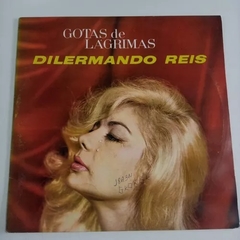 GOTAS de
LAGRIMAS
DILERMANDO REIS